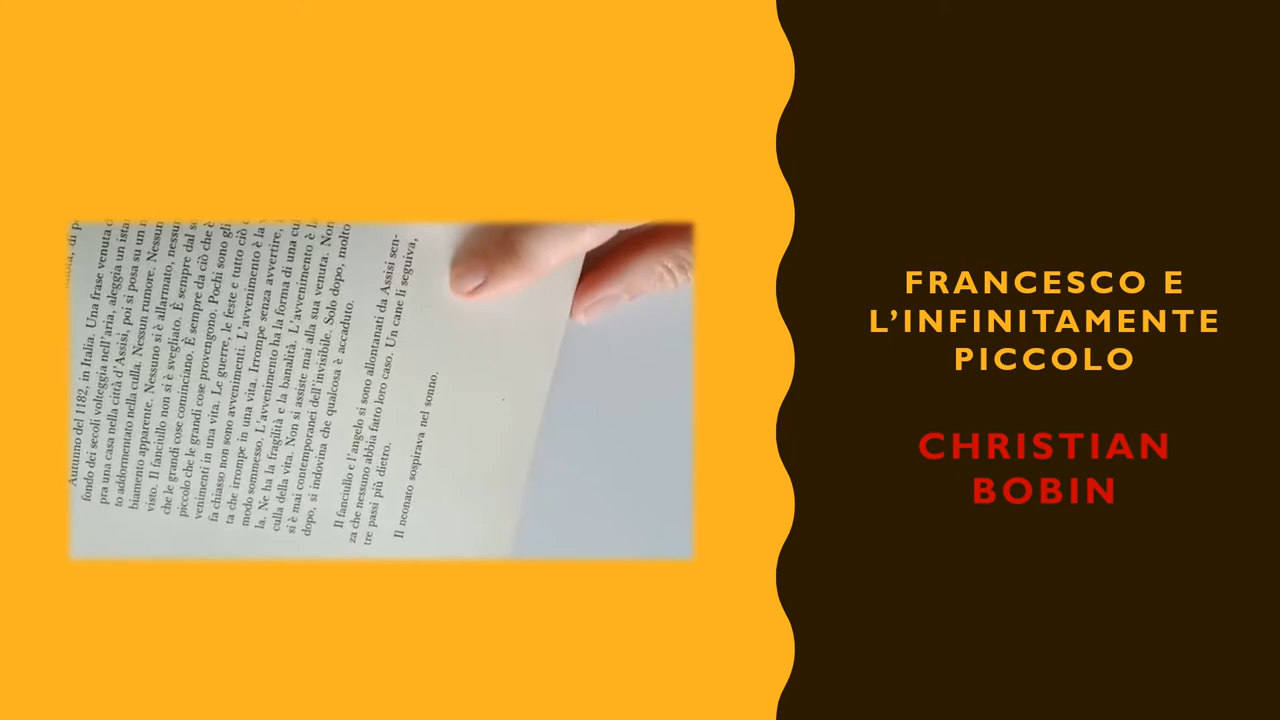 Autunno del 1182, in Italia. Una frase venuta
fondo dei secoli volteggia nell'aria, aleggia un ista
pra una casa nella città d'Assisi, poi si posa su un
to addormentato nella culla. Nessun rumore. Nessun
biamento apparente. Nessuno si è allarmato, nessun
visto. Il fanciullo non si è svegliato. È sempre dal
che le grandi cose cominciano. È sempre da ciò che è
piccolo che le grandi cose provengono. Pochi sono gli
venimenti in una vita. Le guerre, le feste e tutto ciò
fa chiasso non sono avvenimenti. L'avvenimento è la
ta che irrompe in una vita. Irrompe senza avvertire,
modo sommesso. L'avvenimento ha la forma di una cu
la. Ne ha la fragilità e la banalità. L'avvenimento è
culla della vita. Non si assiste mai alla sua venuta. Non
si è mai contemporanei dell'invisibile. Solo dopo, molto
dopo, si indovina che qualcosa è accaduto.
Il fanciullo e l'angelo si sono allontanati da Assisi sen-
za che nessuno abbia fatto loro caso. Un cane li seguiva,
tre passi più dietro.
Il neonato sospirava nel sonno.
FRANCESCO E
L'INFINITAMENTE
PICCOLO
CHRISTIAN
BOBIN